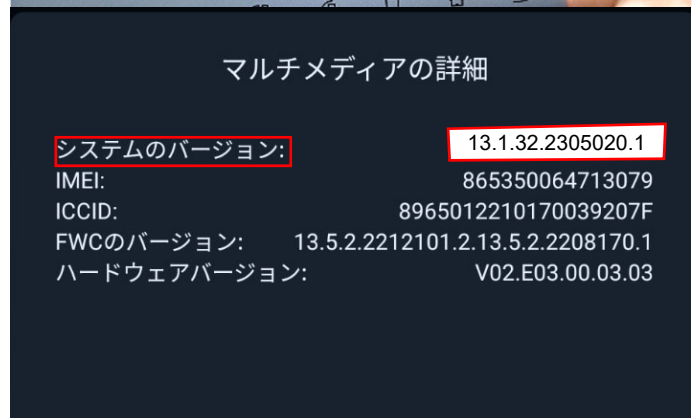 マルチメディアの詳細
システムのバージョン: 13.1.32.2305020.1
IMEI: 865350064713079
ICCID: 8965012210170039207F
FWCのバージョン: 13.5.2.2212101.2.13.5.2.2208170.1
ハードウェアバージョン: V02.E03.00.03.03